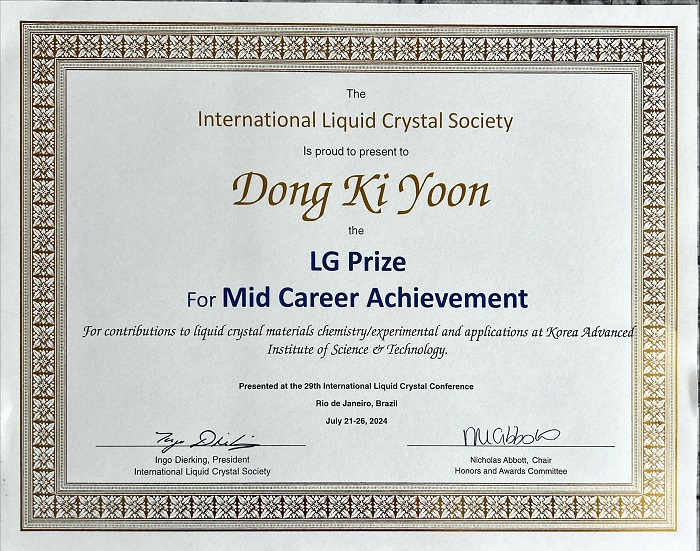 The
International Liquid Crystal Society
Is proud to present to
Dong Ki Yoon
the
LG Prize
For Mid Career Achievement
For contributions to liquid crystal materials chemistry/experimental and applications at Korea Advanced
Institute of Science & Technology.
Presented at the 29th International Liquid Crystal Conference
Rio de Janeiro, Brazil
July 21-26, 2024
Ingo Dierking, President
International Liquid Crystal Society
Nicholas Abbott, Chair
Honors and Awards Committee